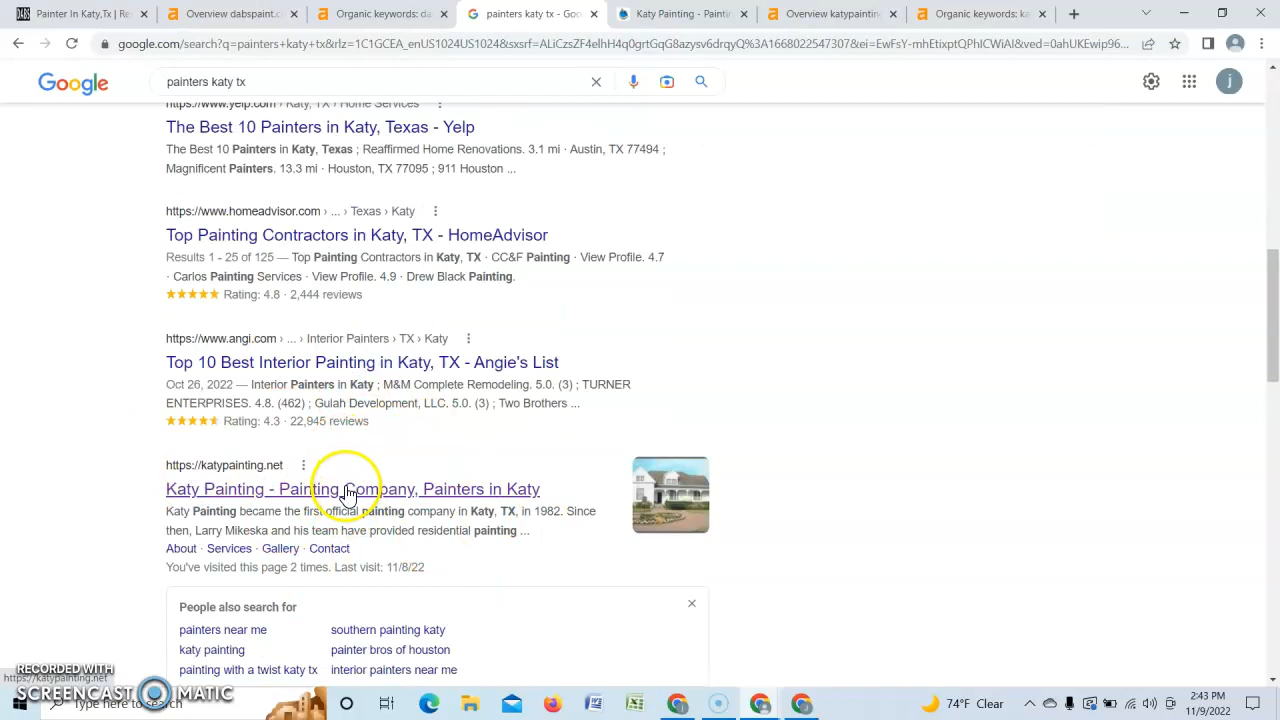 Painter In Katy,Tx | Re
Overview: dabspaint.c
Organic keywords: da
painters katy tx - Goo
Katy Painting - Paintin
Overview katypainting
Organic keywords: ka
google.com/search?q=painters+katy+tx&rlz=1C1GCEA_enUS1024US1024&sxsrf=ALiCzsZF4elhH4g0rtgQg8azysv6drqyQ%3A1668022547307&ei=EwFsY-mhEtixptQPhICWiAI&ved=0ahUKEwip96...
Google
painters katy tx
j
https://www.yelp.com › Katy, TX › Home Services
The Best 10 Painters in Katy, Texas - Yelp
The Best 10 Painters in Katy, Texas ; Reaffirmed Home Renovations. 3.1 mi · Austin, TX 77494 ;
Magnificent Painters. 13.3 mi · Houston, TX 77095 ; 911 Houston ...
https://www.homeadvisor.com › ... › Texas › Katy
Top Painting Contractors in Katy, TX - HomeAdvisor
Results 1 - 25 of 125 — Top Painting Contractors in Katy, TX · CC&F Painting · View Profile. 4.7
· Carlos Painting Services · View Profile. 4.9 · Drew Black Painting.
Rating: 4.8 · 2,444 reviews
https://www.angi.com › ... › Interior Painters › TX › Katy
Top 10 Best Interior Painting in Katy, TX - Angie's List
Oct 26, 2022 — Interior Painters in Katy ; M&M Complete Remodeling. 5.0. (3) ; TURNER
ENTERPRISES. 4.8. (462) ; Gulah Development, LLC. 5.0. (3) ; Two Brothers ...
Rating: 4.3 · 22,945 reviews
https://katypainting.net
Katy Painting - Painting Company, Painters in Katy
Katy Painting became the first official painting company in Katy, TX, in 1982. Since
then, Larry Mikeska and his team have provided residential painting ...
About · Services · Gallery · Contact
You've visited this page 2 times. Last visit: 11/8/22
People also search for
painters near me
southern painting katy
katy painting
painter bros of houston
painting with a twist katy tx
interior painters near me
RECORDED WITH
https://katypainting.net
SCREENCAST MATIC
Type here to search
74°F Clear
2:43 PM
11/9/2022